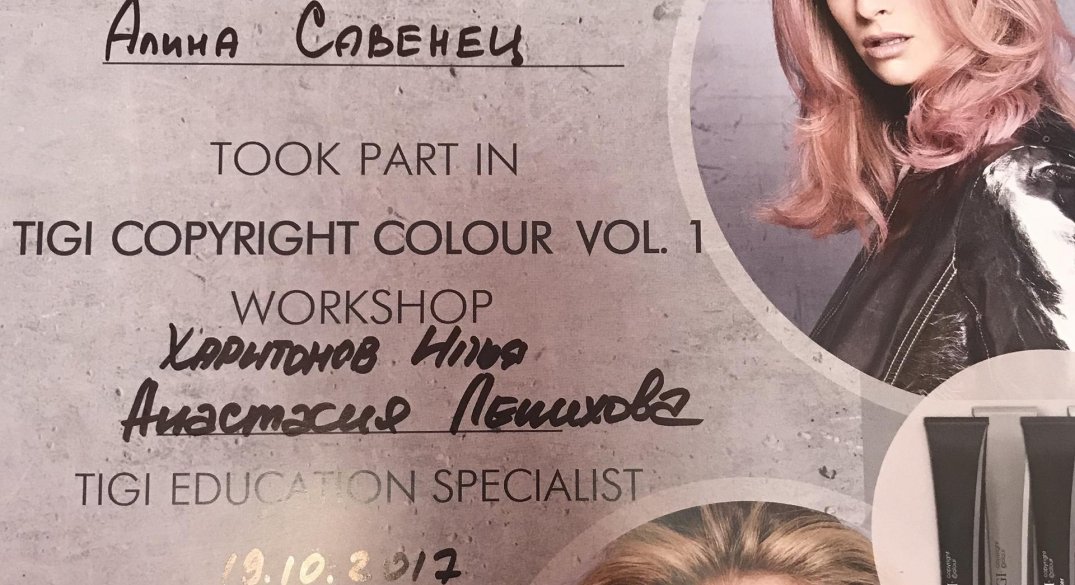 Алина Савенец
TOOK PART IN
TIGI COPYRIGHT COLOUR VOL. 1
WORKSHOP
Харитонов Илья
Анастасия Лешихова
TIGI EDUCATION SPECIALIST
19.10.2017